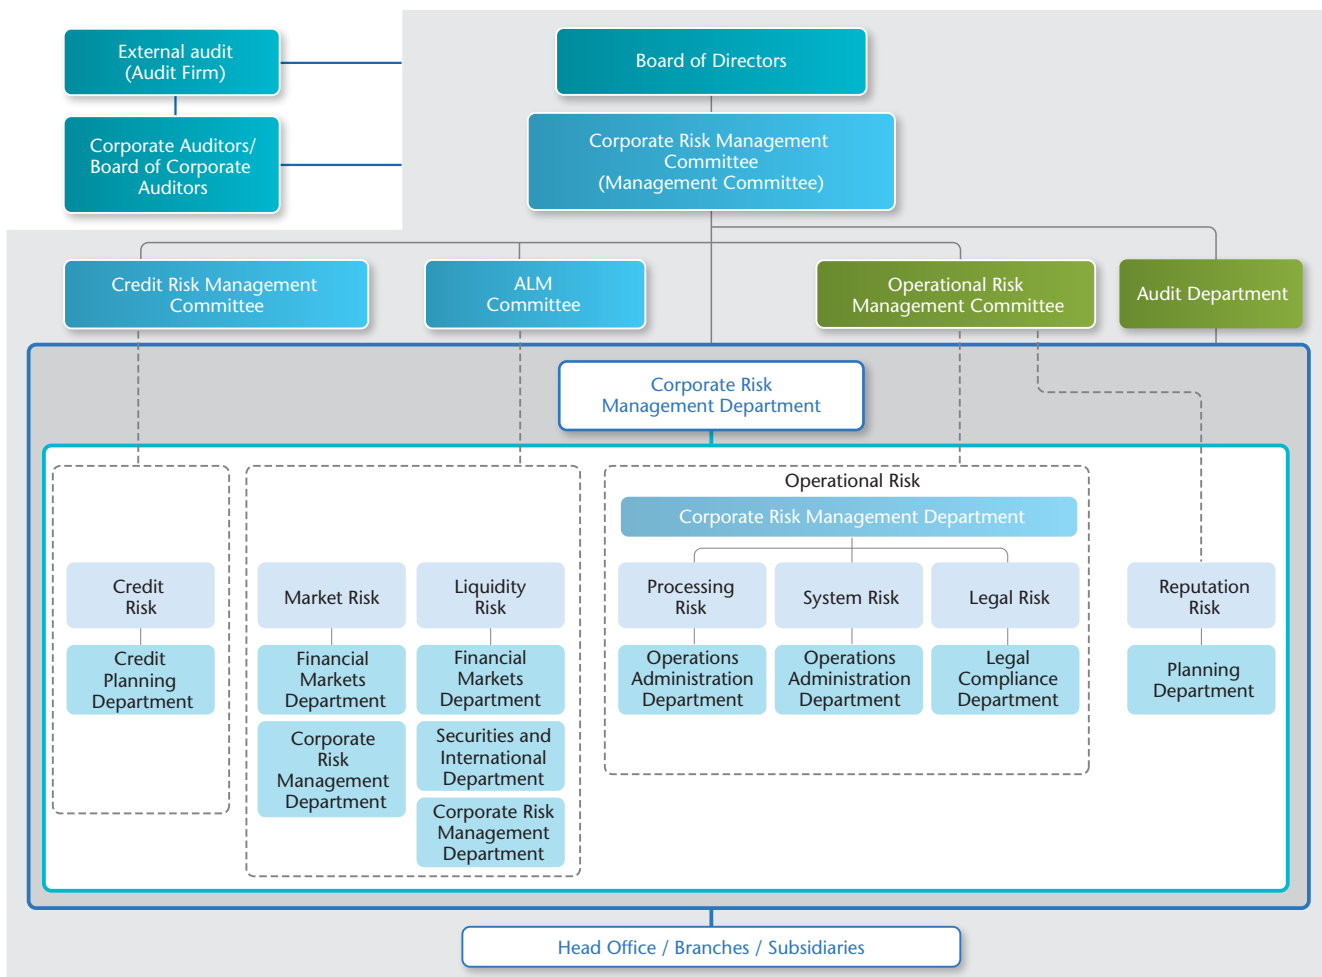 External audit
(Audit Firm)
Board of Directors
Corporate Auditors/
Board of Corporate
Auditors
Corporate Risk Management
Committee
(Management Committee)
Credit Risk Management
Committee
ALM
Committee
Operational Risk
Management Committee
Audit Department
Corporate Risk
Management Department
Operational Risk
Corporate Risk Management Department
Credit
Risk
Market Risk
Liquidity
Risk
Processing
Risk
System Risk
Legal Risk
Reputation
Risk
Credit
Planning
Department
Financial
Markets
Department
Financial
Markets
Department
Operations
Administration
Department
Operations
Administration
Department
Legal
Compliance
Department
Planning
Department
Corporate
Risk
Management
Department
Securities and
International
Department
Corporate Risk
Management
Department
Head Office / Branches / Subsidiaries